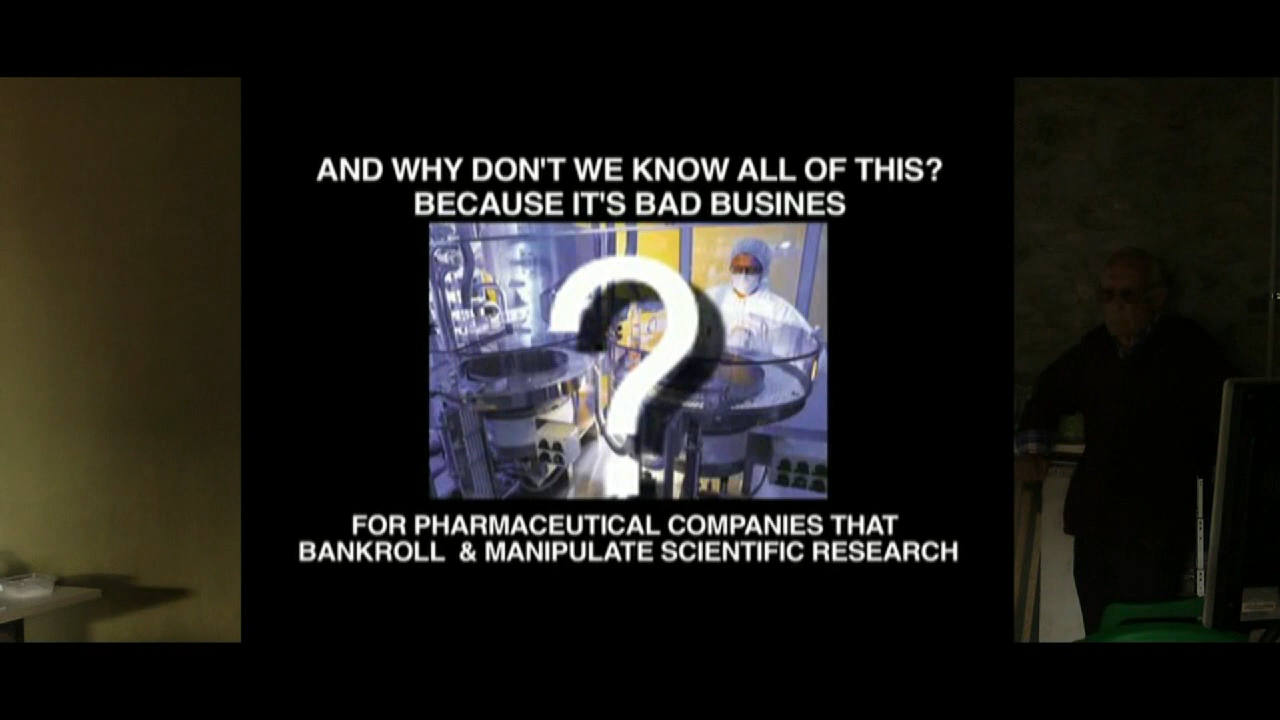 AND WHY DON'T WE KNOW ALL OF THIS?
BECAUSE IT'S BAD BUSINES
?
FOR PHARMACEUTICAL COMPANIES THAT
BANKROLL & MANIPULATE SCIENTIFIC RESEARCH